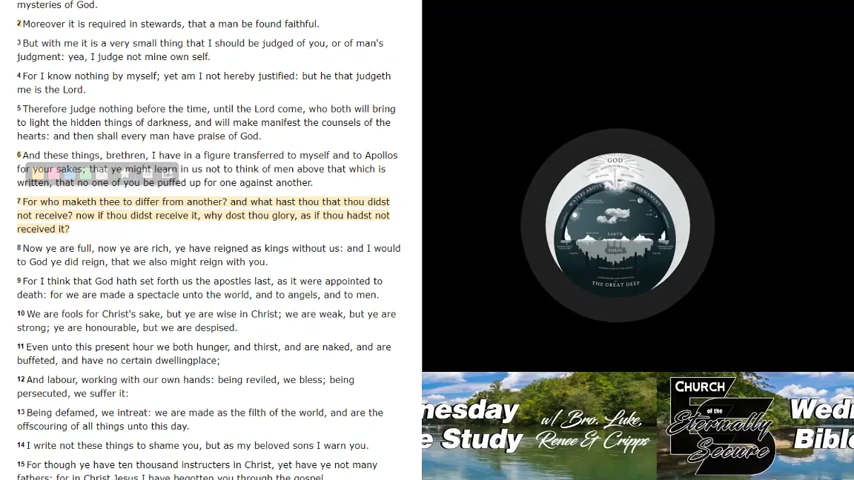 mysteries of God.
2 Moreover it is required in stewards, that a man be found faithful.
3 But with me it is a very small thing that I should be judged of you, or of man's
judgment: yea, I judge not mine own self.
4 For I know nothing by myself; yet am I not hereby justified: but he that judgeth
me is the Lord.
5 Therefore judge nothing before the time, until the Lord come, who both will bring
to light the hidden things of darkness, and will make manifest the counsels of the
hearts: and then shall every man have praise of God.
6 And these things, brethren, I have in a figure transferred to myself and to Apollos
for your sakes; that ye might learn in us not to think of men above that which is
written, that no one of you be puffed up for one against another.
7 For who maketh thee to differ from another? and what hast thou that thou didst
not receive? now if thou didst receive it, why dost thou glory, as if thou hadst not
received it?
8 Now ye are full, now ye are rich, ye have reigned as kings without us: and I would
to God ye did reign, that we also might reign with you.
9 For I think that God hath set forth us the apostles last, as it were appointed to
death: for we are made a spectacle unto the world, and to angels, and to men.
10 We are fools for Christ's sake, but ye are wise in Christ; we are weak, but ye are
strong; ye are honourable, but we are despised.
11 Even unto this present hour we both hunger, and thirst, and are naked, and are
buffeted, and have no certain dwellingplace;
12 And labour, working with our own hands: being reviled, we bless; being
persecuted, we suffer it:
13 Being defamed, we intreat: we are made as the filth of the world, and are the
offscouring of all things unto this day.
14 I write not these things to shame you, but as my beloved sons I warn you.
15 For though ye have ten thousand instructers in Christ, yet have ye not many
fathers: for in Christ Jesus I have begotten you through the gospel.
GOD
WATERS ABOVE
FIRMAMENT
EARTH
THE GREAT DEEP
nesday
e Study
w/ Bro. Luke,
Renee & Cripps
CHURCH
of the
Eternally
Secure
Wedn
Bible